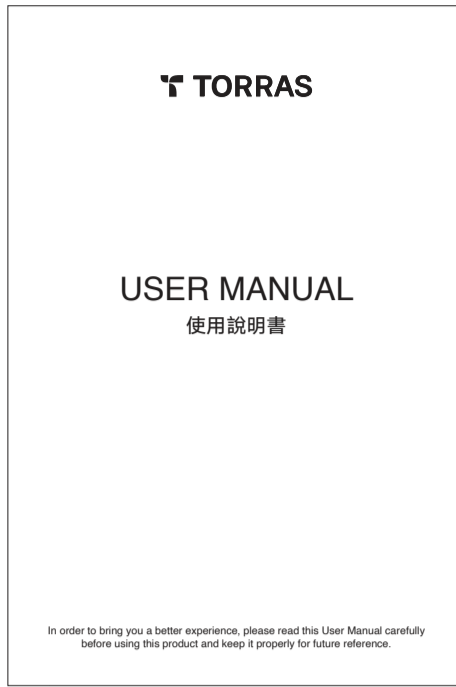 TORRAS
USER MANUAL
使用說明書
In order to bring you a better experience, please read this User Manual carefully
before using this product and keep it properly for future reference.